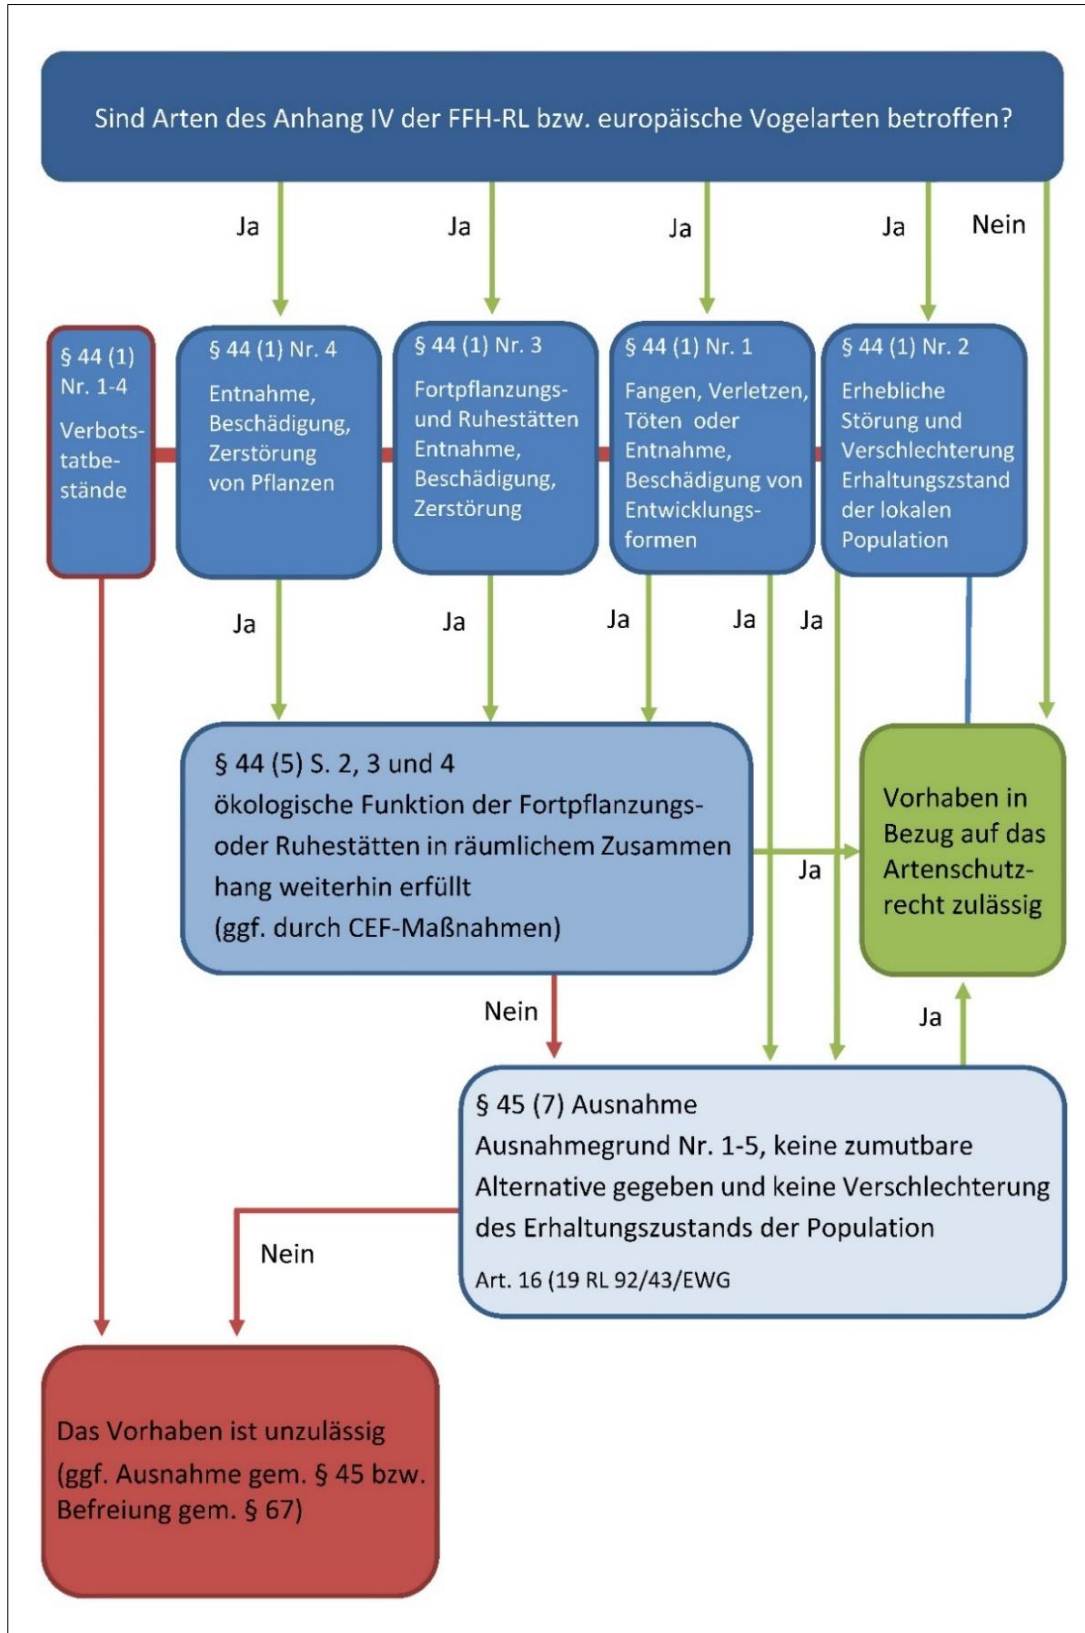 Sind Arten des Anhang IV der FFH-RL bzw. europäische Vogelarten betroffen?
Ja
Ja
Ja
Ja
Nein
§ 44 (1)
Nr. 1-4
Verbots-
tatbe-
stände
§ 44 (1) Nr. 4
Entnahme,
Beschädigung,
Zerstörung
von Pflanzen
§ 44 (1) Nr. 3
Fortpflanzungs-
und Ruhestätten
Entnahme,
Beschädigung,
Zerstörung
§ 44 (1) Nr. 1
Fangen, Verletzen,
Töten oder
Entnahme,
Beschädigung von
Entwicklungs-
formen
§ 44 (1) Nr. 2
Erhebliche
Störung und
Verschlechterung
Erhaltungszstand
der lokalen
Population
Ja
Ja
Ja
Ja
Ja
§ 44 (5) S. 2, 3 und 4
ökologische Funktion der Fortpflanzungs-
oder Ruhestätten in räumlichem Zusammen
hang weiterhin erfüllt
(ggf. durch CEF-Maßnahmen)
Ja
Vorhaben in
Bezug auf das
Artenschutz-
recht zulässig
Nein
Ja
§ 45 (7) Ausnahme
Ausnahmegrund Nr. 1-5, keine zumutbare
Alternative gegeben und keine Verschlechterung
des Erhaltungszustands der Population
Art. 16 (19 RL 92/43/EWG
Nein
Das Vorhaben ist unzulässig
(ggf. Ausnahme gem. § 45 bzw.
Befreiung gem. § 67)